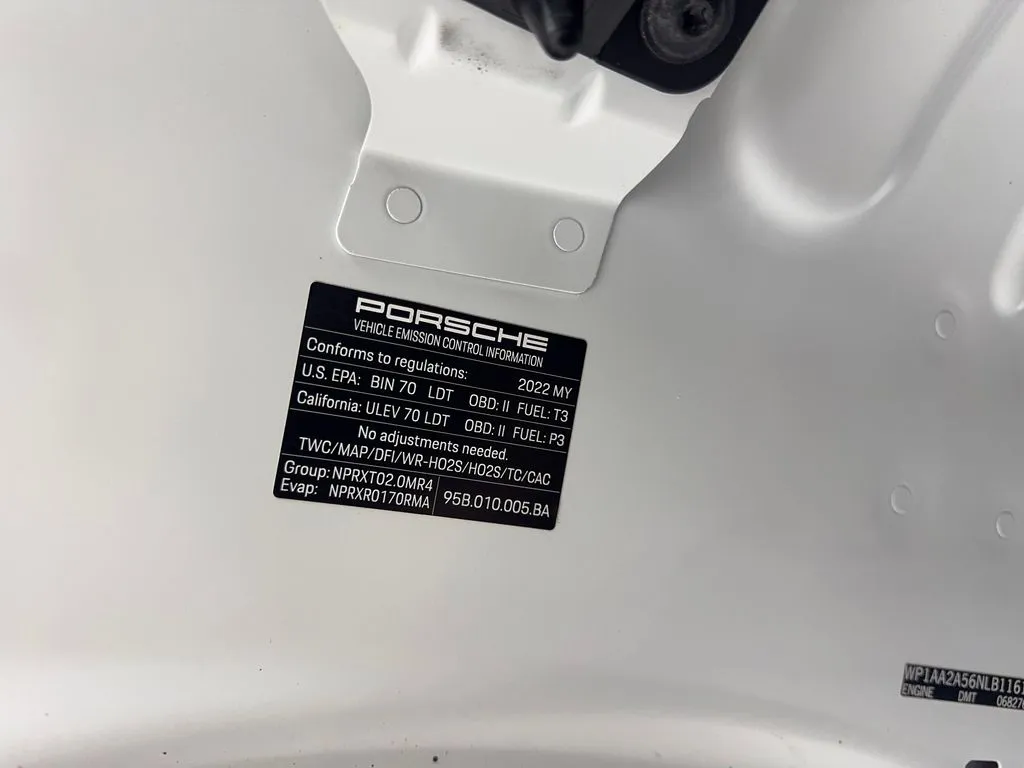 PORSCHE
VEHICLE EMISSION CONTROL INFORMATION
Conforms to regulations: 2022 MY
U.S. EPA: BIN 70 LDT OBD: II FUEL: T3
California: ULEV 70 LDT OBD: II FUEL: P3
No adjustments needed.
TWC/MAP/DFI/WR-HO2S/HO2S/TC/CAC
Group: NPRXT02.0MR4
Evap: NPRXR0170RMA
95B.010.005.BA
WP1AA2A56NLB116
ENGINE DMT 0682